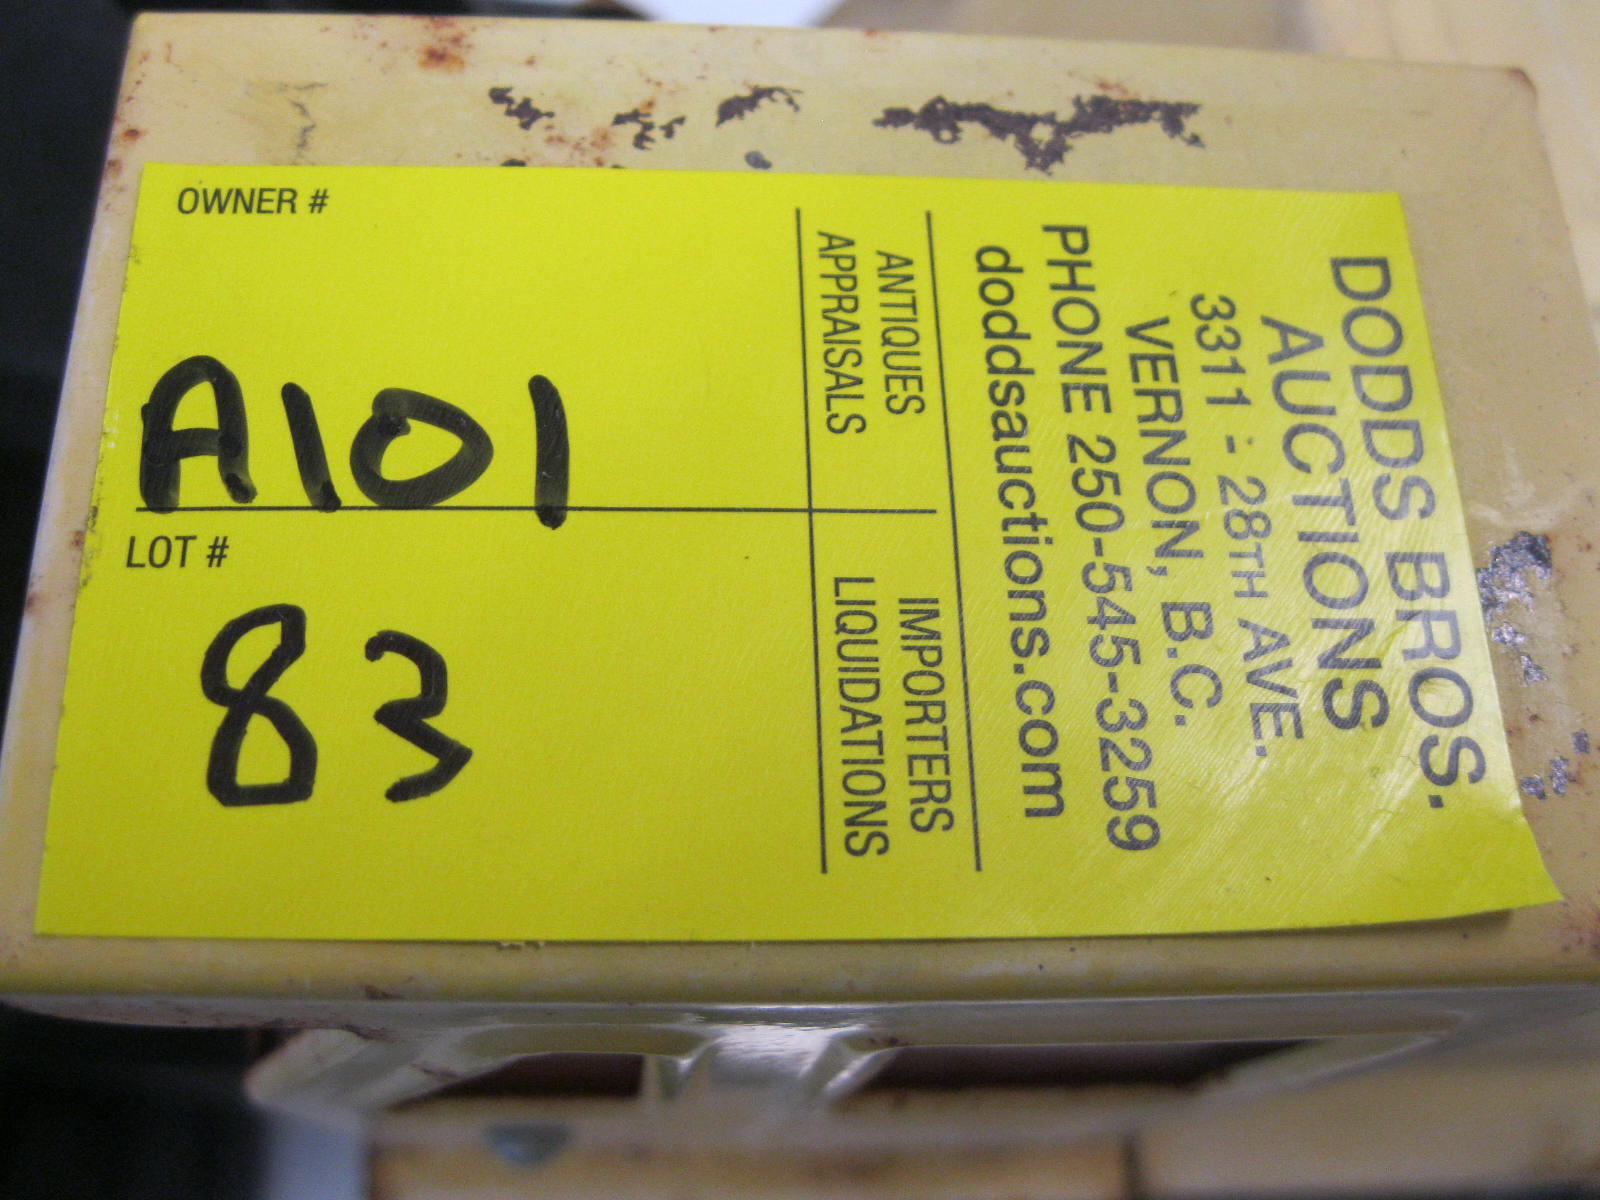 DODDS BROS.
AUCTIONS
3311 - 28TH AVE.
VERNON, B.C.
PHONE 250-545-3259
doddsauctions.com
ANTIQUES
APPRAISALS
IMPORTERS
LIQUIDATIONS
OWNER #
A101
LOT #
83